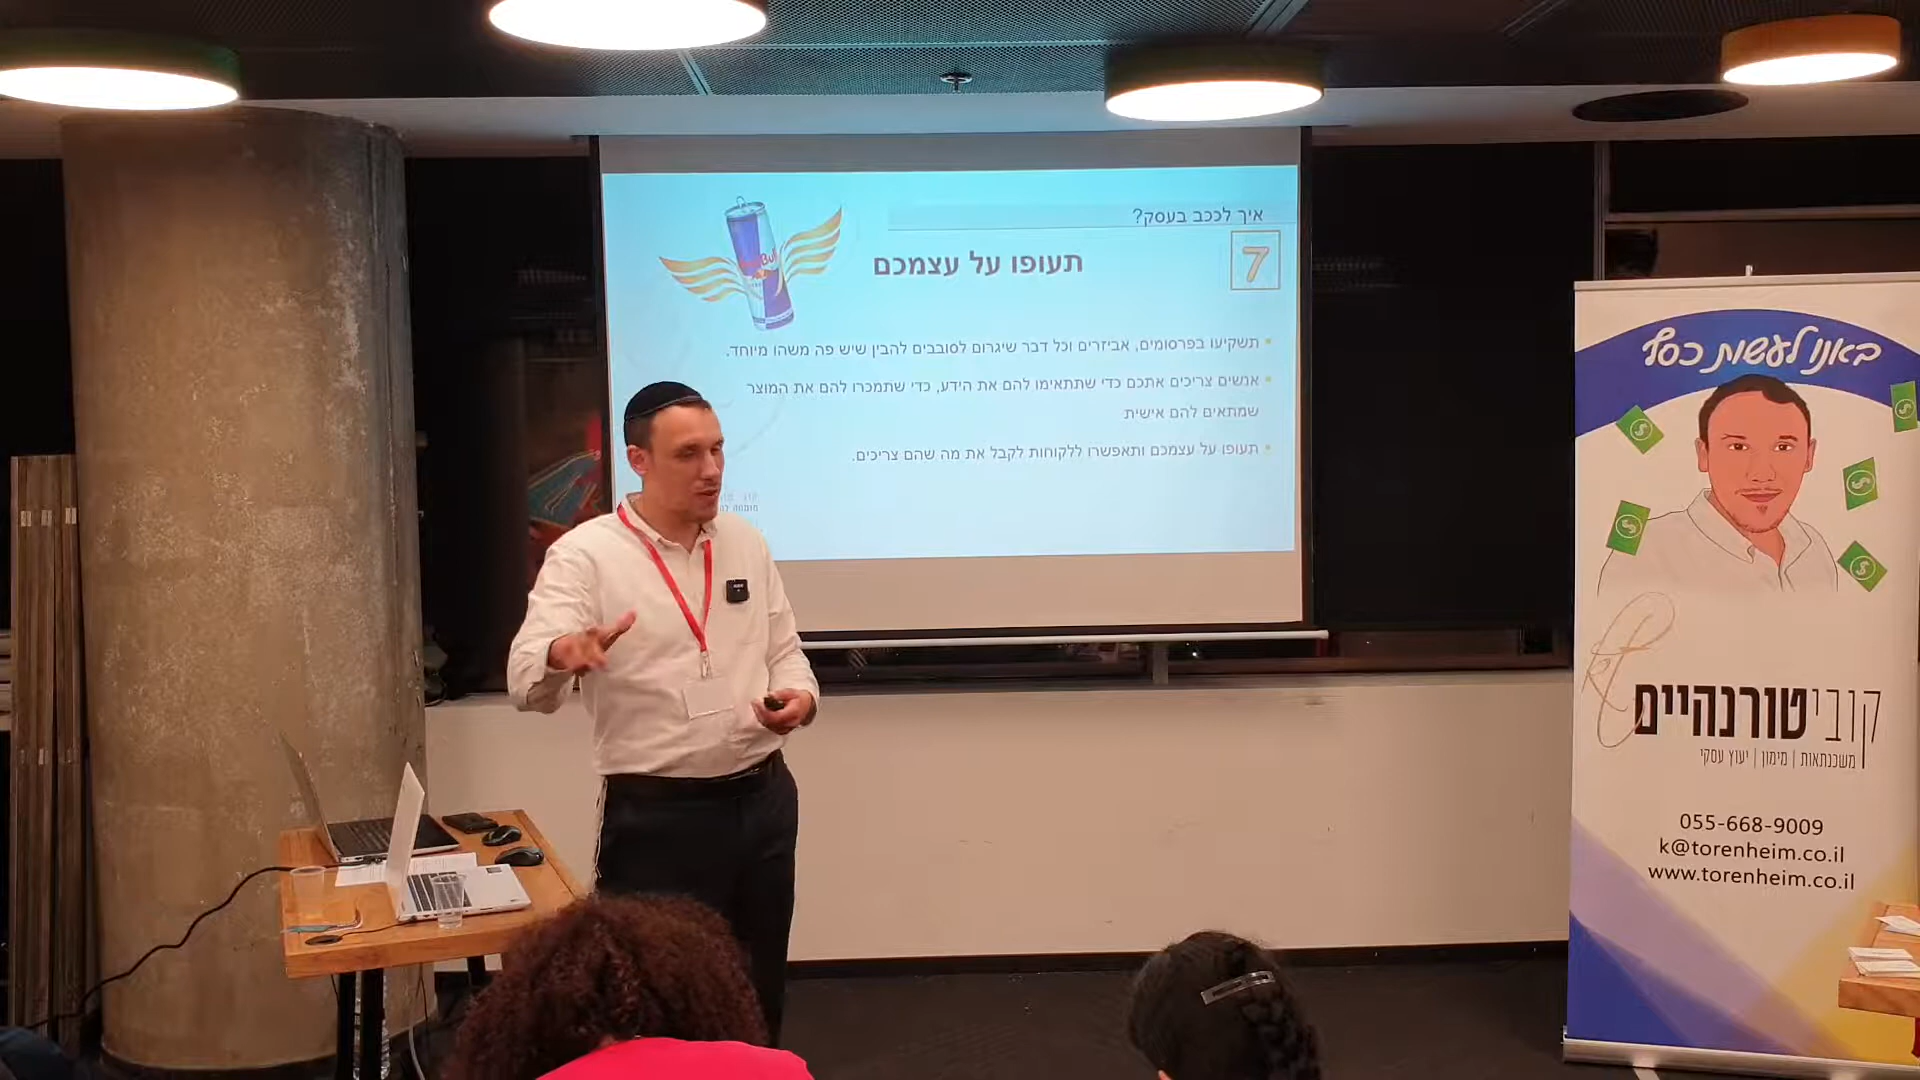 איך לככב בעסק?
7
תעופו על עצמכם
Red Bull
תשקיעו בפרסומים, אביזרים וכל דבר שיגרום לסובבים להבין שיש פה משהו מיוחד.
אנשים צריכים אתכם כדי שתתאימו להם את הידע, כדי שתמכרו להם את המוצר
שמתאים להם אישית
תעופו על עצמכם ותאפשרו ללקוחות לקבל את מה שהם צריכים.
באנו לעשות כסף
קובי טורנהיים
משכנתאות | מימון | יעוץ עסקי
055-668-9009
k@torenheim.co.il
www.torenheim.co.il